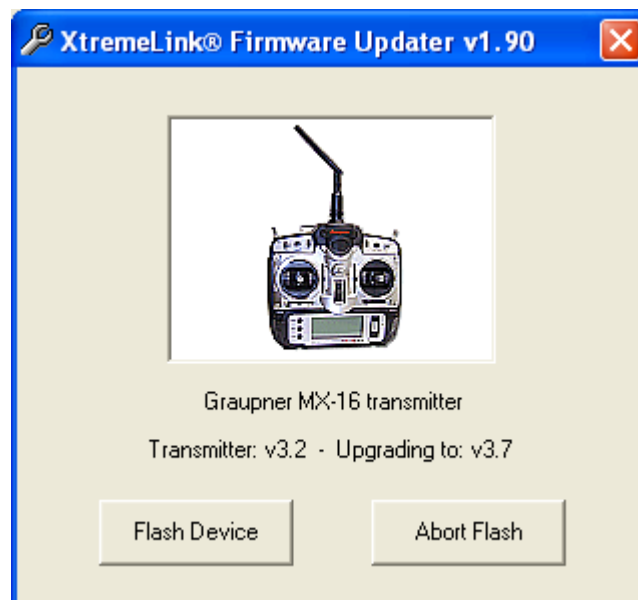 XtremeLink® Firmware Updater v1.90
Graupner MX-16 transmitter
Transmitter: v3.2 - Upgrading to: v3.7
Flash Device
Abort Flash